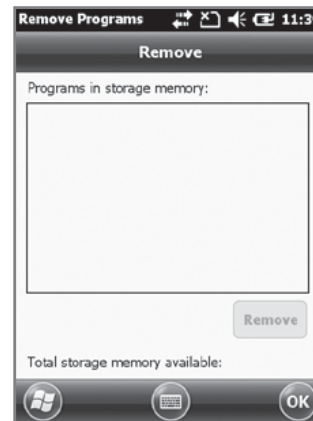 Remove Programs 11:3
Remove
Programs in storage memory:
Remove
Total storage memory available:
OK